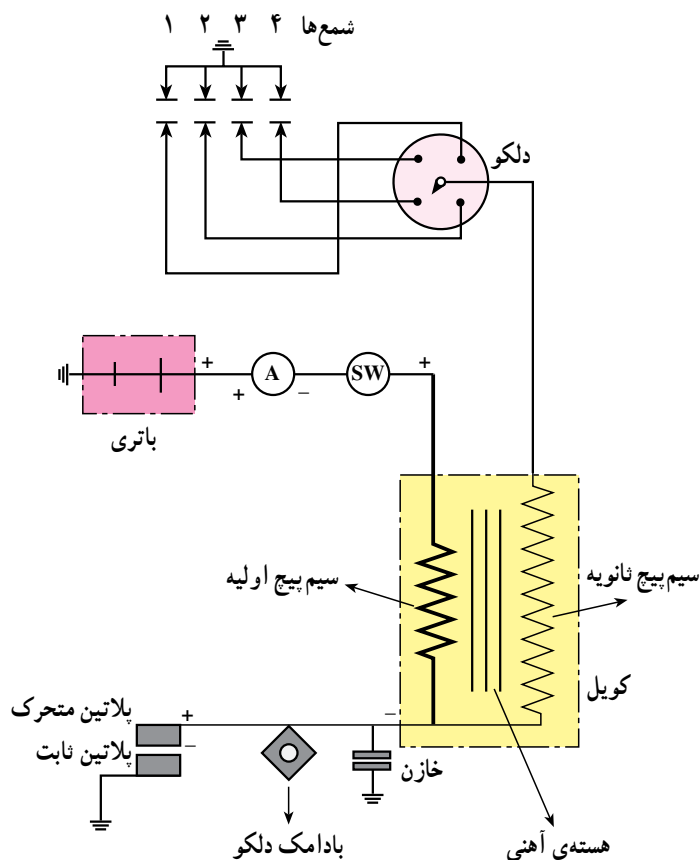 شمع‌ها ۴ ۳ ۲ ۱
دلکو
+ + A − SW +
باتری
سیم‌پیچ ثانویه
سیم‌پیچ اولیه
کویل
پلاتین متحرک + −
پلاتین ثابت −
خازن
بادامک دلکو
هسته‌ی آهنی